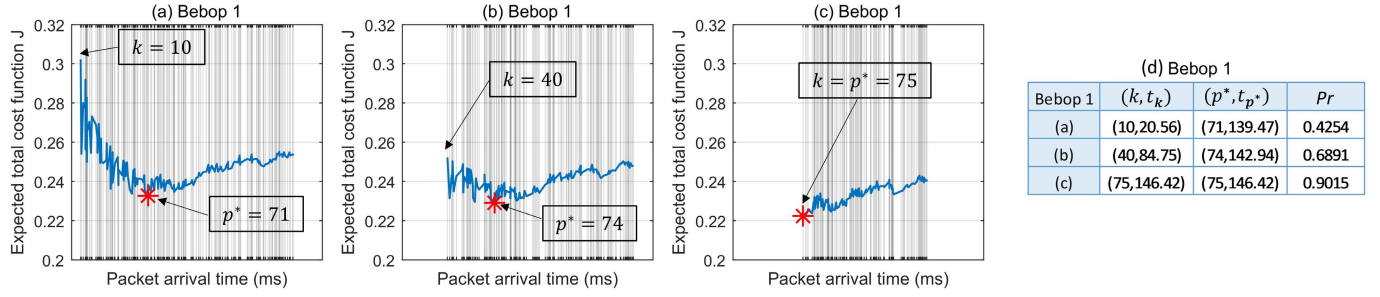 (a) Bebop 1
Expected total cost function J
0.32
0.3
0.28
0.26
0.24
0.22
0.2
k = 10
p* = 71
Packet arrival time (ms)
(b) Bebop 1
Expected total cost function J
0.32
0.3
0.28
0.26
0.24
0.22
0.2
k = 40
p* = 74
Packet arrival time (ms)
(c) Bebop 1
Expected total cost function J
0.32
0.3
0.28
0.26
0.24
0.22
0.2
k = p* = 75
Packet arrival time (ms)
(d) Bebop 1
Bebop 1 (k, tₖ) (p*, t_p*) Pr
(a) (10,20.56) (71,139.47) 0.4254
(b) (40,84.75) (74,142.94) 0.6891
(c) (75,146.42) (75,146.42) 0.9015